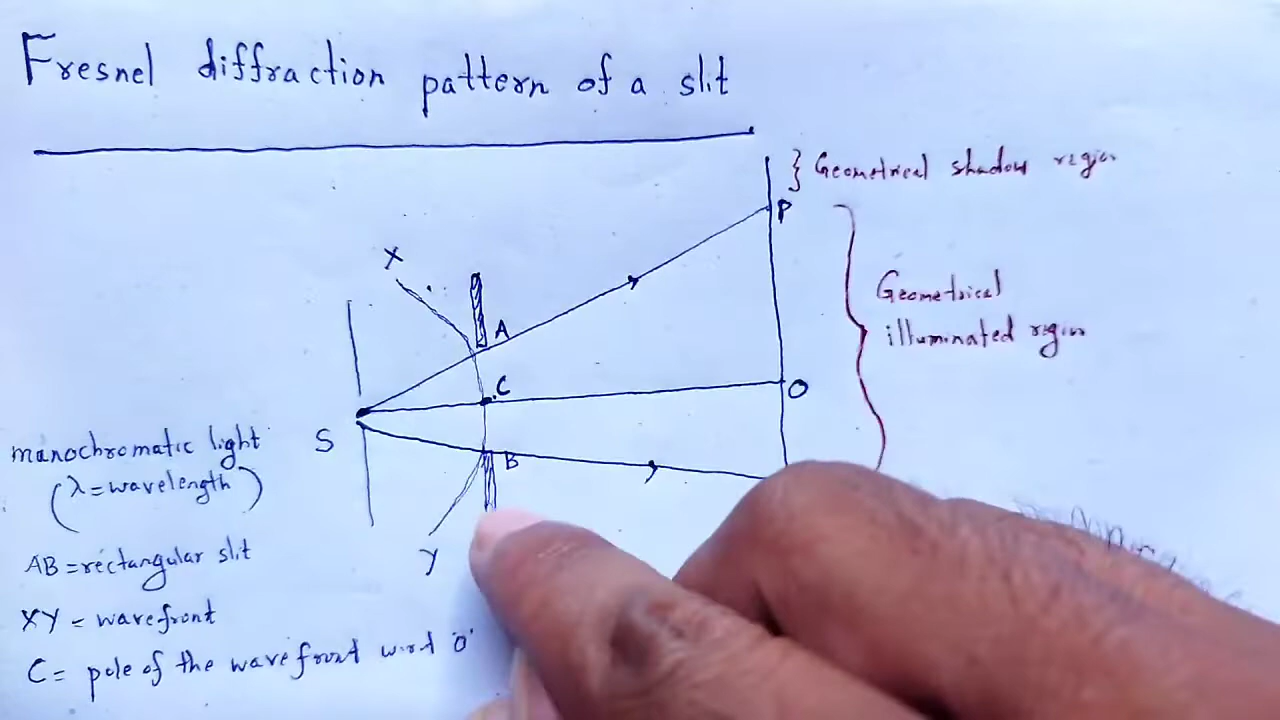 Fresnel diffraction pattern of a slit
} Geometrical shadow region
P
X
Geometrical
illuminated region
A
C
O
S
B
monochromatic light
(λ=wavelength)
Y
AB=rectangular slit
XY = wavefront
C= pole of the wavefront w.r.t 'O'